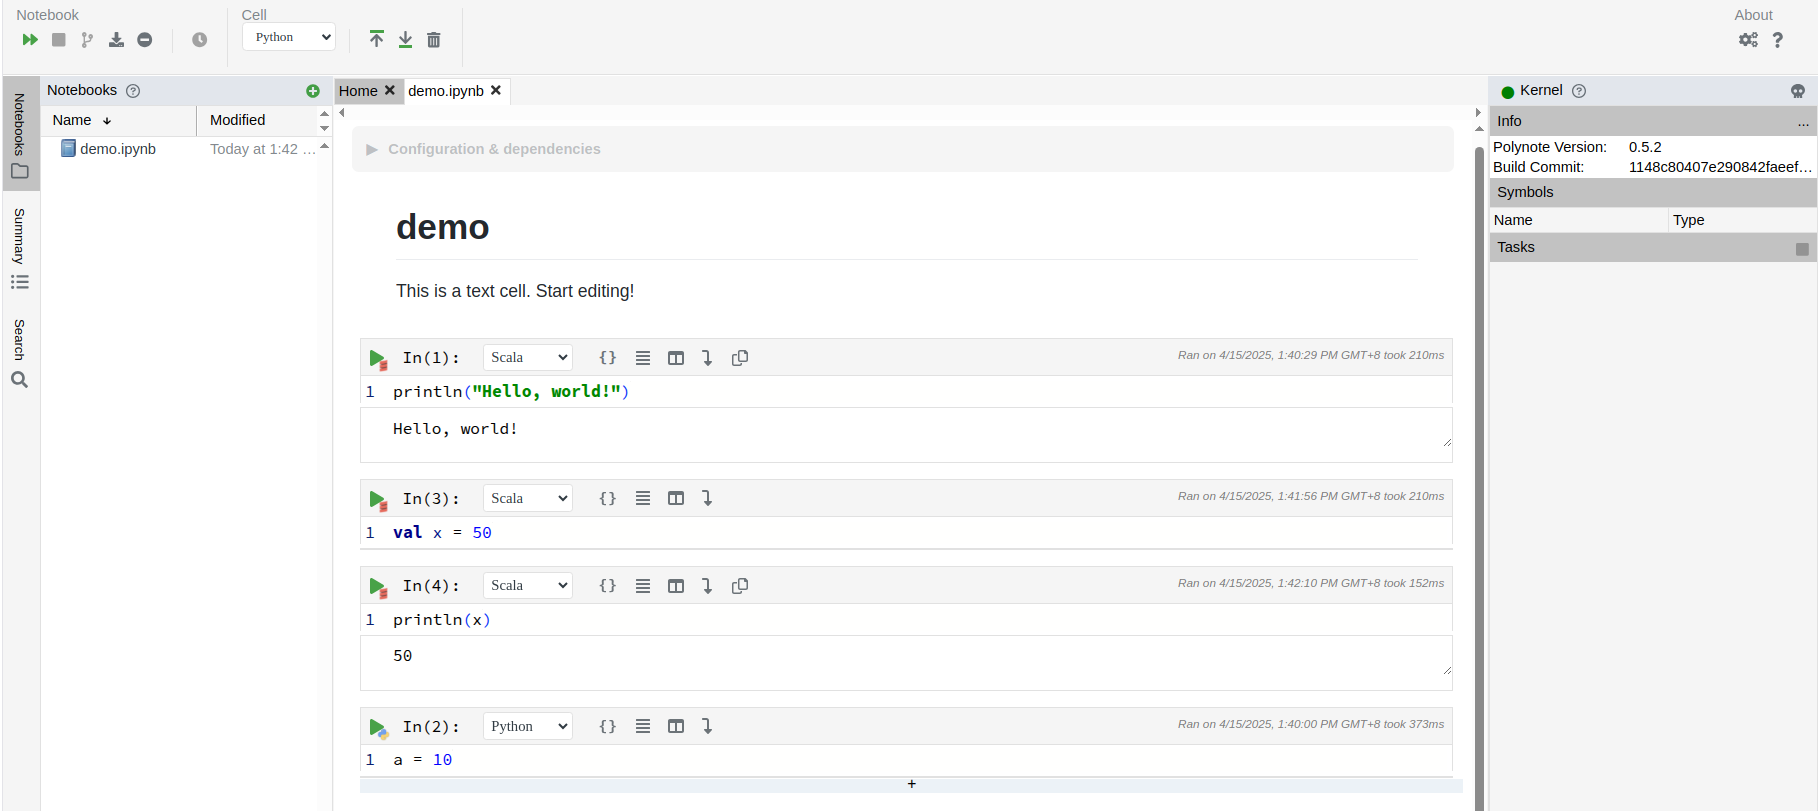 Notebook
Cell
About
Python
Notebooks
Summary
Search
Notebooks
Name
Modified
demo.ipynb
Today at 1:42 ...
Home
demo.ipynb
Configuration & dependencies
demo
This is a text cell. Start editing!
In(1): Scala {} Ran on 4/15/2025, 1:40:29 PM GMT+8 took 210ms
1 println("Hello, world!")
Hello, world!
In(3): Scala {} Ran on 4/15/2025, 1:41:56 PM GMT+8 took 210ms
1 val x = 50
In(4): Scala {} Ran on 4/15/2025, 1:42:10 PM GMT+8 took 152ms
1 println(x)
50
In(2): Python {} Ran on 4/15/2025, 1:40:00 PM GMT+8 took 373ms
1 a = 10
+
Kernel
Info ...
Polynote Version: 0.5.2
Build Commit: 1148c80407e290842faeef...
Symbols
Name Type
Tasks